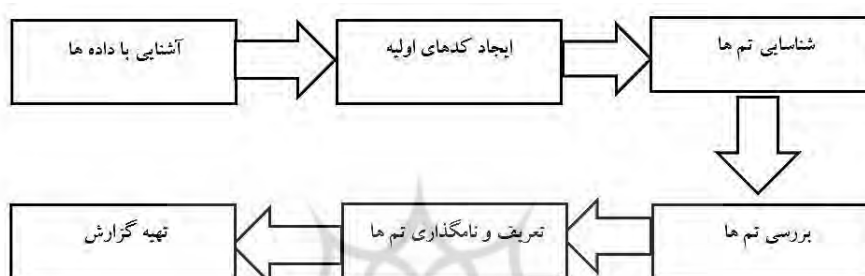 آشنایی با داده ها
ایجاد کدهای اولیه
شناسایی تم ها
بررسی تم ها
تعریف و نامگذاری تم ها
تهیه گزارش